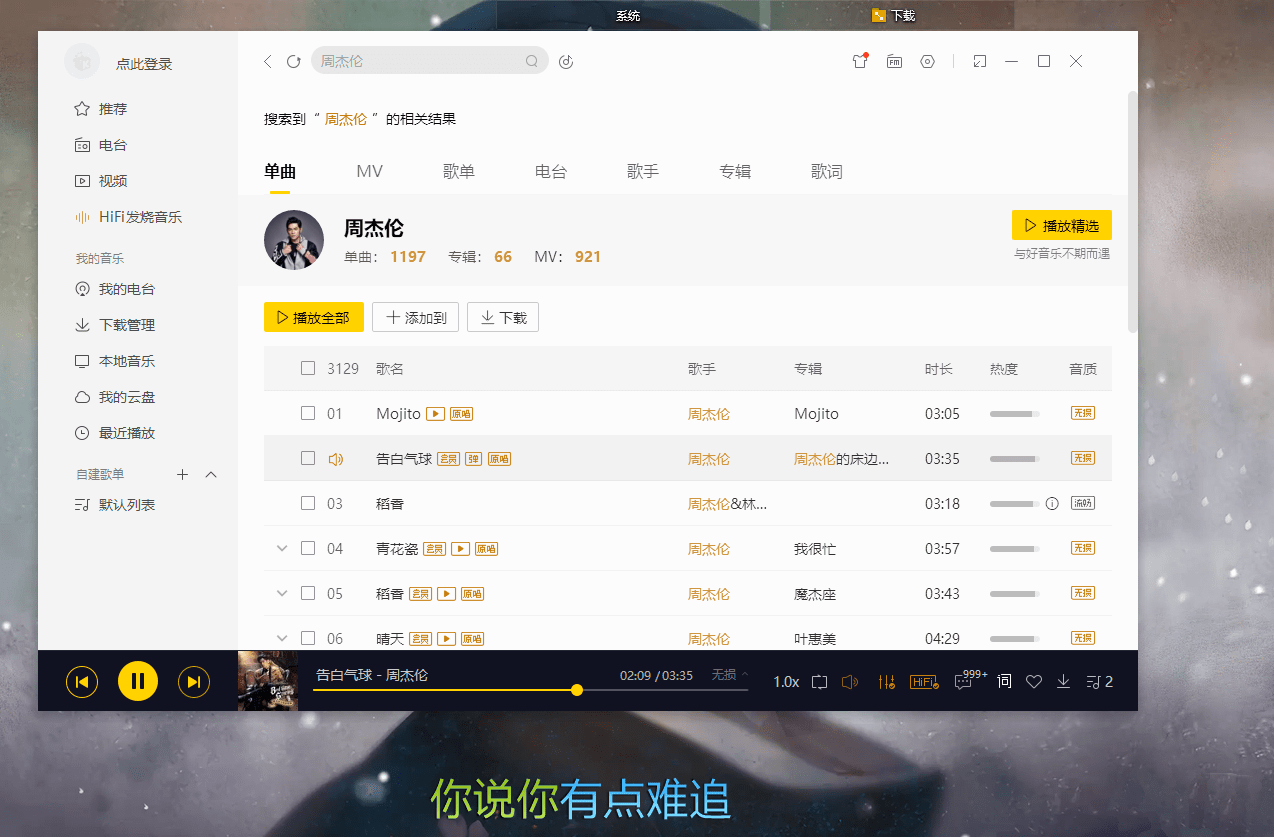 系统 下载
点此登录
周杰伦
推荐
电台
视频
HiFi发烧音乐
我的音乐
我的电台
下载管理
本地音乐
我的云盘
最近播放
自建歌单
默认列表
FM
搜索到“ 周杰伦 ”的相关结果
单曲 MV 歌单 电台 歌手 专辑 歌词
周杰伦
单曲： 1197 专辑： 66 MV： 921
播放精选
与好音乐不期而遇
播放全部 添加到 下载
3129 歌名 歌手 专辑 时长 热度 音质
01 Mojito 原唱 周杰伦 Mojito 03:05 无损
告白气球 会员 弹 原唱 周杰伦 周杰伦的床边... 03:35 无损
03 稻香 周杰伦&林... 03:18 流畅
04 青花瓷 会员 原唱 周杰伦 我很忙 03:57 无损
05 稻香 会员 原唱 周杰伦 魔杰座 03:43 无损
06 晴天 会员 原唱 周杰伦 叶惠美 04:29 无损
告白气球 - 周杰伦 02:09 / 03:35 无损
1.0x HiFi 999+ 词 2
你说你有点难追